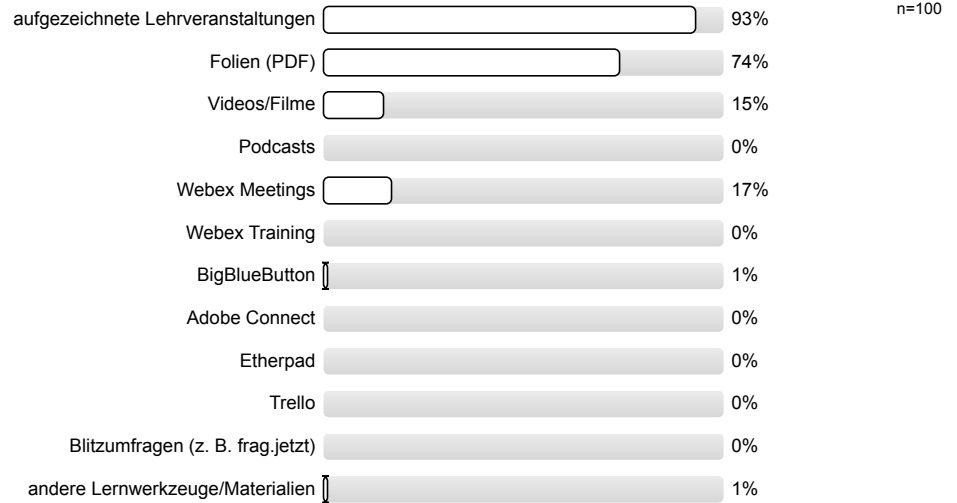 aufgezeichnete Lehrveranstaltungen 93% n=100
Folien (PDF) 74%
Videos/Filme 15%
Podcasts 0%
Webex Meetings 17%
Webex Training 0%
BigBlueButton 1%
Adobe Connect 0%
Etherpad 0%
Trello 0%
Blitzumfragen (z. B. frag.jetzt) 0%
andere Lernwerkzeuge/Materialien 1%